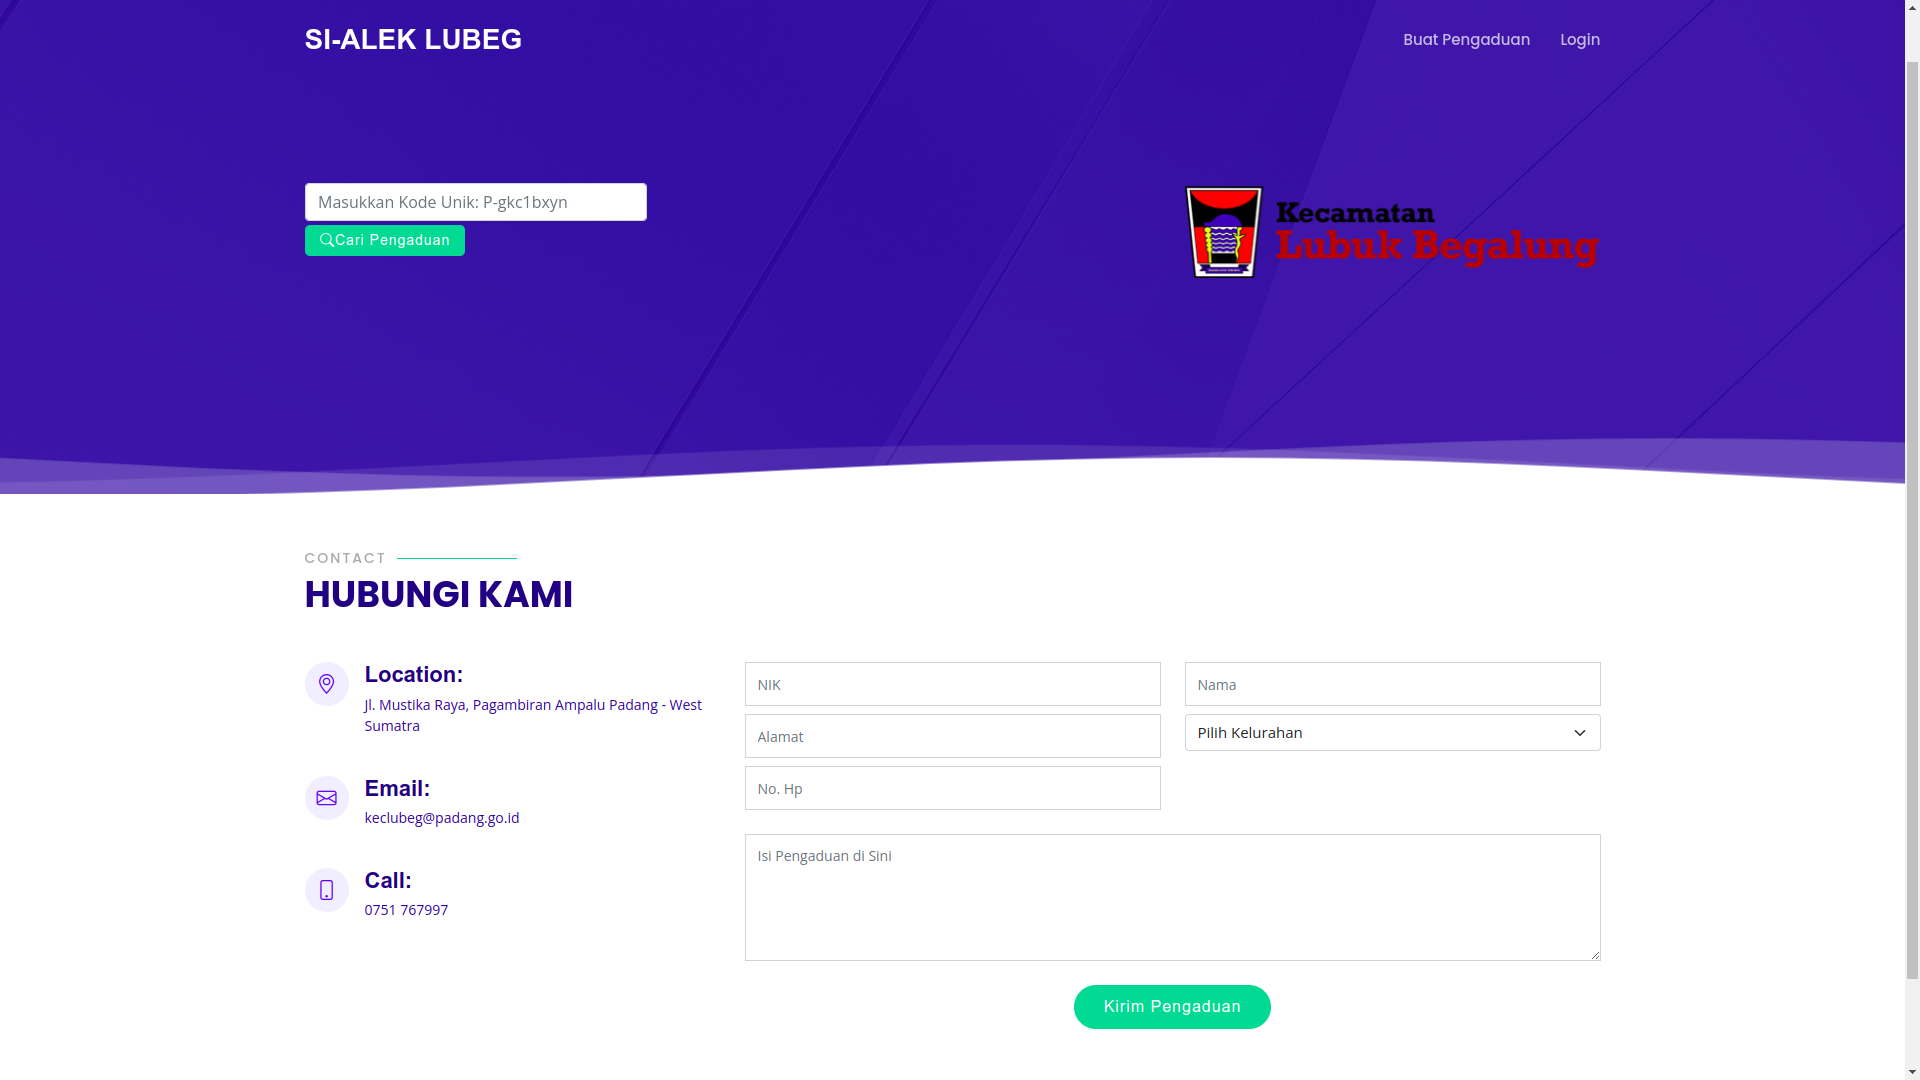 SI-ALEK LUBEG
Buat Pengaduan
Login
Masukkan Kode Unik: P-gkc1bxyn
Cari Pengaduan
Kecamatan
Lubuk Begalung
CONTACT
HUBUNGI KAMI
Location:
Jl. Mustika Raya, Pagambiran Ampalu Padang - West
Sumatra
Email:
keclubeg@padang.go.id
Call:
0751 767997
NIK
Nama
Alamat
Pilih Kelurahan
No. Hp
Isi Pengaduan di Sini
Kirim Pengaduan